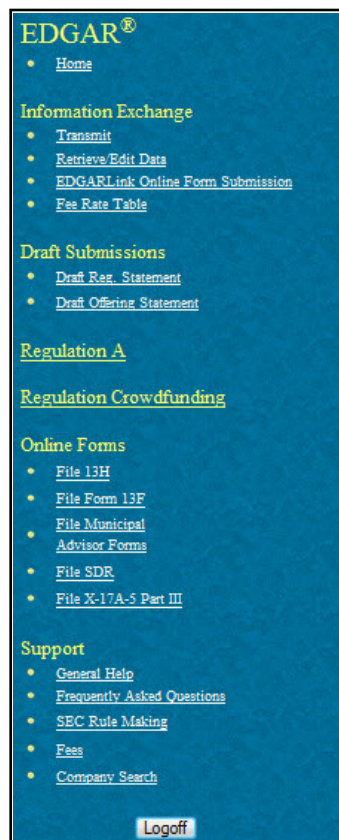 EDGAR®
Home
Information Exchange
Transmit
Retrieve/Edit Data
EDGARLink Online Form Submission
Fee Rate Table
Draft Submissions
Draft Reg. Statement
Draft Offering Statement
Regulation A
Regulation Crowdfunding
Online Forms
File 13H
File Form 13F
File Municipal
Advisor Forms
File SDR
File X-17A-5 Part III
Support
General Help
Frequently Asked Questions
SEC Rule Making
Fees
Company Search
Logoff